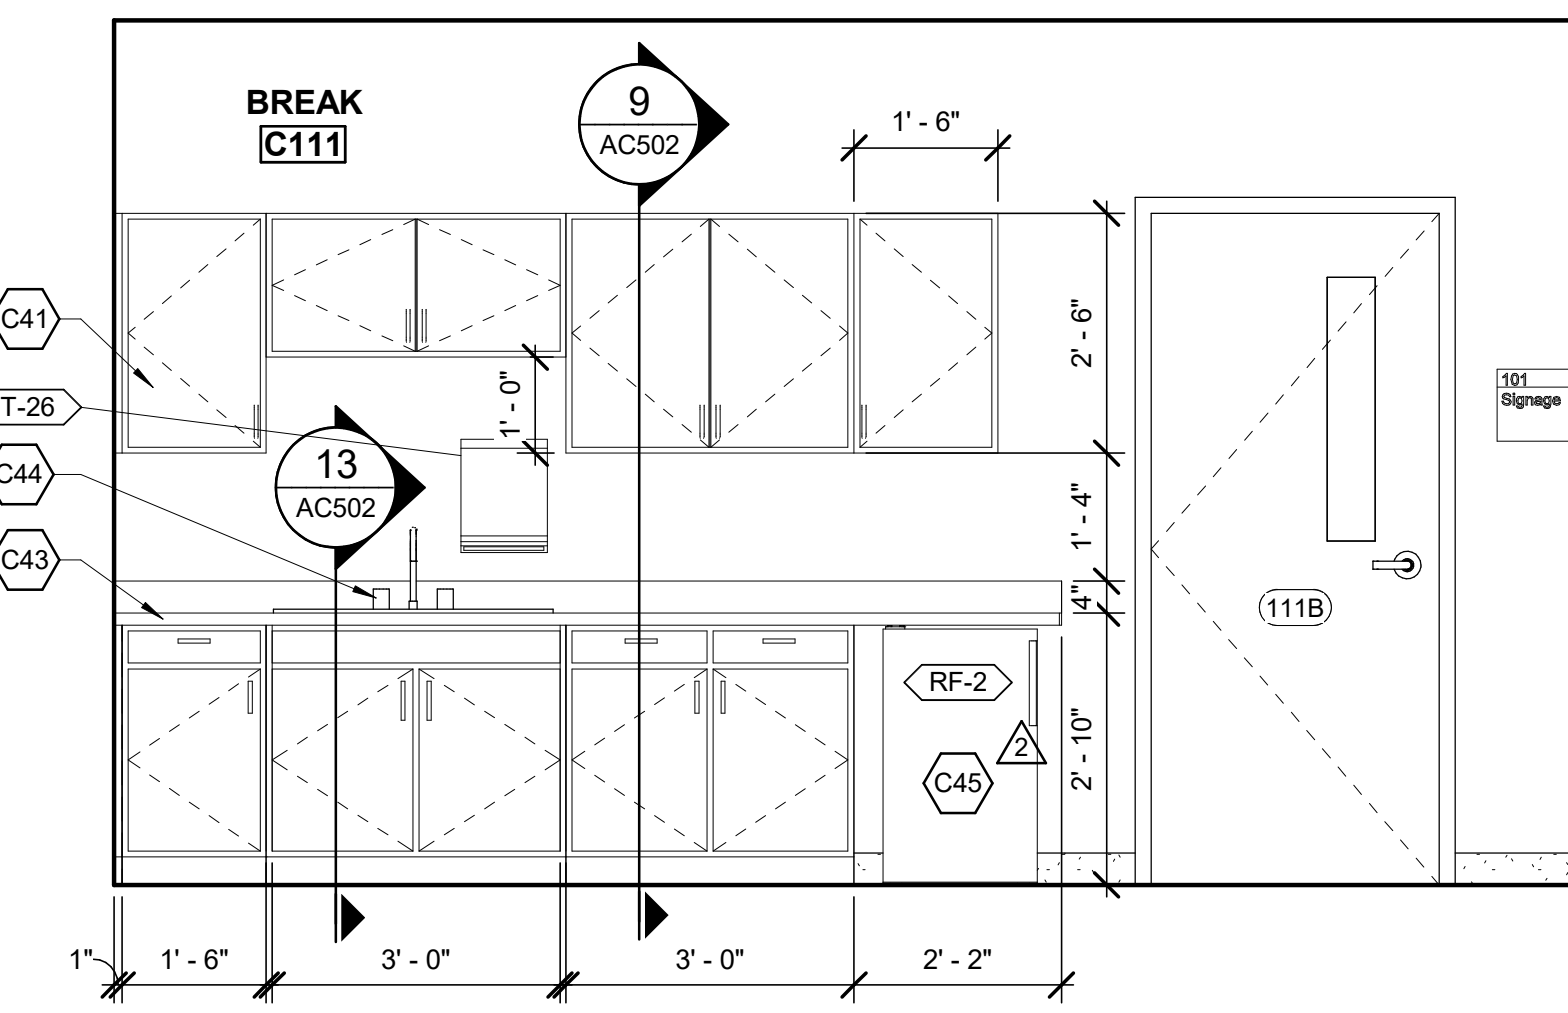 BREAK
C111
9
AC502
1' - 6"
C41
T-26
C44
C43
13
AC502
1' - 0"
2' - 6"
1' - 4"
4"
2' - 10"
101
Signage
111B
RF-2
2
C45
1"
1' - 6"
3' - 0"
3' - 0"
2' - 2"